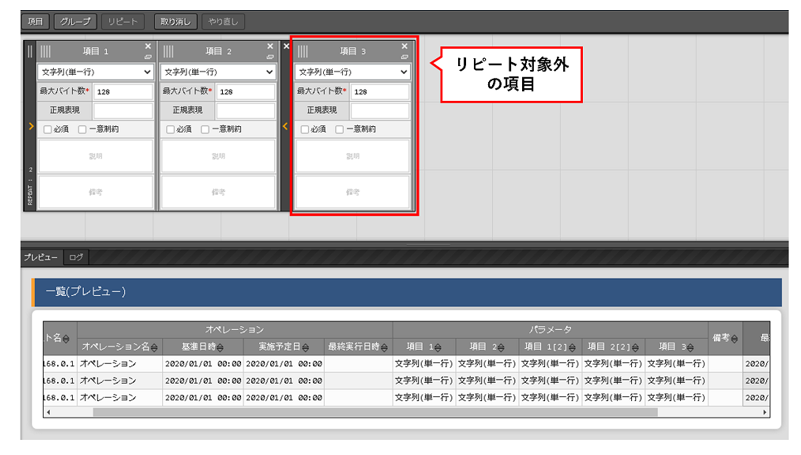 項目 グループ リピート 取り消し やり直し
項目 1 × 項目 2 × × 項目 3 ×
文字列(単一行) 文字列(単一行) 文字列(単一行)
最大バイト数* 128 最大バイト数* 128 最大バイト数* 128
正規表現 正規表現 正規表現
必須 一意制約 必須 一意制約 必須 一意制約
説明 説明 説明
備考 備考 備考
REPEAT : 2
リピート対象外
の項目
プレビュー ログ
一覧(プレビュー)
ト名 オペレーション パラメータ 備考 最
オペレーション名 基準日時 実施予定日 最終実行日時 項目 1 項目 2 項目 1[2] 項目 2[2] 項目 3
168.0.1 オペレーション 2020/01/01 00:00 2020/01/01 00:00 文字列(単一行) 文字列(単一行) 文字列(単一行) 文字列(単一行) 文字列(単一行) 2020/
168.0.1 オペレーション 2020/01/01 00:00 2020/01/01 00:00 文字列(単一行) 文字列(単一行) 文字列(単一行) 文字列(単一行) 文字列(単一行) 2020/
168.0.1 オペレーション 2020/01/01 00:00 2020/01/01 00:00 文字列(単一行) 文字列(単一行) 文字列(単一行) 文字列(単一行) 文字列(単一行) 2020/